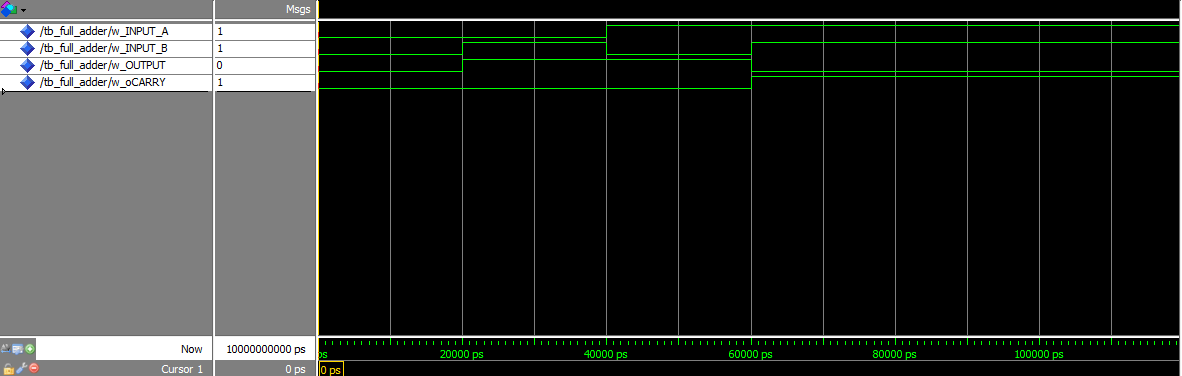 Msgs
/tb_full_adder/w_INPUT_A 1
/tb_full_adder/w_INPUT_B 1
/tb_full_adder/w_OUTPUT 0
/tb_full_adder/w_oCARRY 1
Now 10000000000 ps ps 20000 ps 40000 ps 60000 ps 80000 ps 100000 ps
Cursor 1 0 ps 0 ps